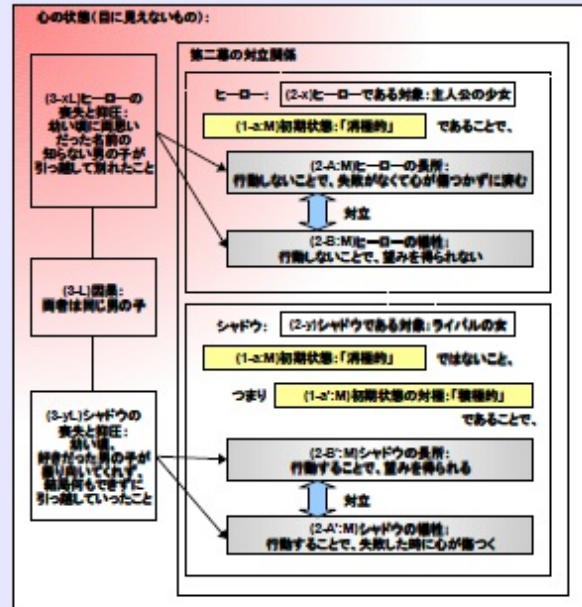 心の状態(目に見えないもの):
(3-xL)ヒーローの
喪失と抑圧:
幼い頃に両思い
だった名前の
知らない男の子が
引っ越して別れたこと
(3-L)因果:
両者は同じ男の子
(3-yL)シャドウの
喪失と抑圧:
幼い頃、
好きだった男の子が
振り向いてくれず、
結局何もできずに
引っ越していったこと
第二幕の対立関係
ヒーロー: (2-x)ヒーローである対象:主人公の少女
(1-a:M)初期状態:「消極的」 であることで、
(2-A:M)ヒーローの長所:
行動しないことで、失敗がなくて心が傷つかずに済む
対立
(2-B:M)ヒーローの犠牲:
行動しないことで、望みを得られない
シャドウ: (2-y)シャドウである対象:ライバルの女
(1-a:M)初期状態:「消極的」 ではないこと、
つまり (1-a':M)初期状態の対極:「積極的」
であることで、
(2-B':M)シャドウの長所:
行動することで、望みを得られる
対立
(2-A':M)シャドウの犠牲:
行動することで、失敗した時に心が傷つく